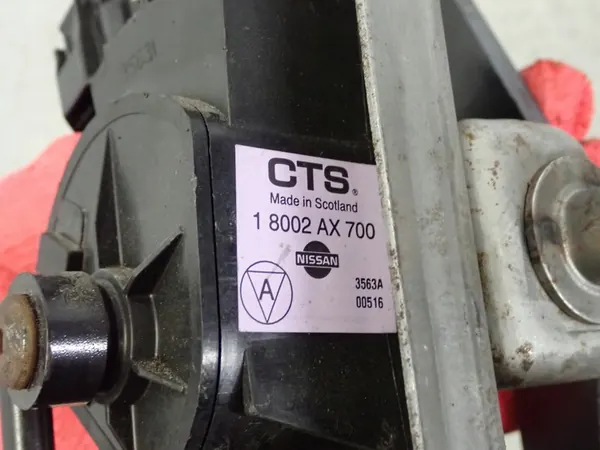 CTS®
Made in Scotland
1 8002 AX 700
NISSAN
A
3563A
00516